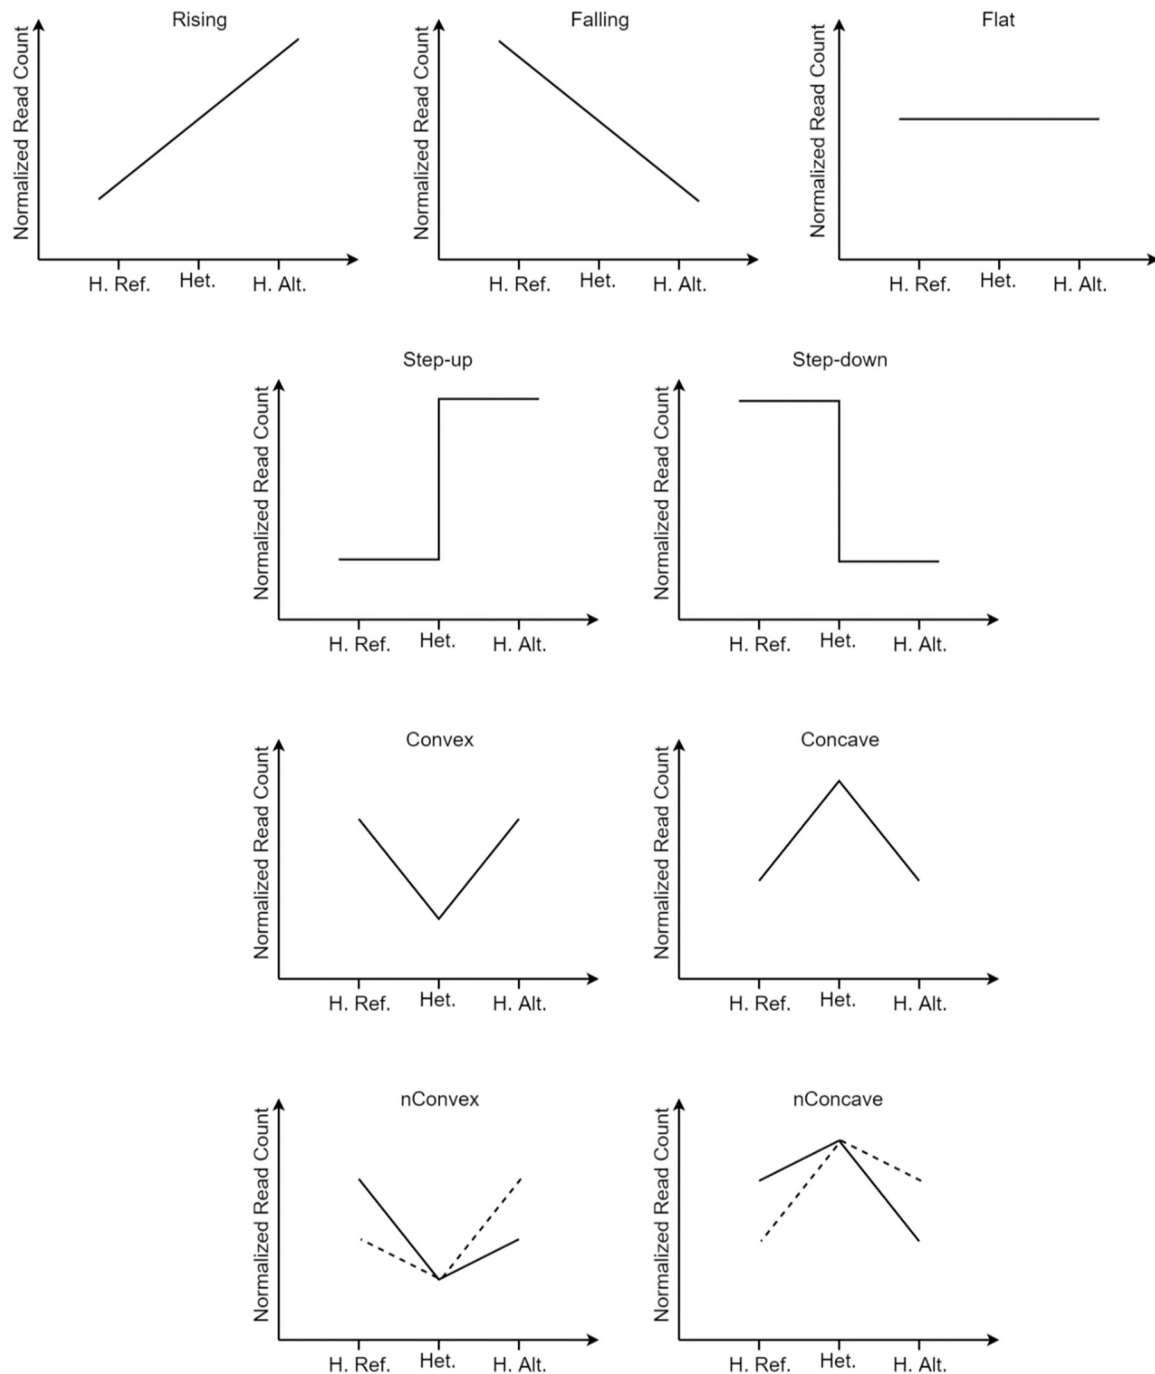 Rising
Normalized Read Count
H. Ref.
Het.
H. Alt.
Falling
Normalized Read Count
H. Ref.
Het.
H. Alt.
Flat
Normalized Read Count
H. Ref.
Het.
H. Alt.
Step-up
Normalized Read Count
H. Ref.
Het.
H. Alt.
Step-down
Normalized Read Count
H. Ref.
Het.
H. Alt.
Convex
Normalized Read Count
H. Ref.
Het.
H. Alt.
Concave
Normalized Read Count
H. Ref.
Het.
H. Alt.
nConvex
Normalized Read Count
H. Ref.
Het.
H. Alt.
nConcave
Normalized Read Count
H. Ref.
Het.
H. Alt.